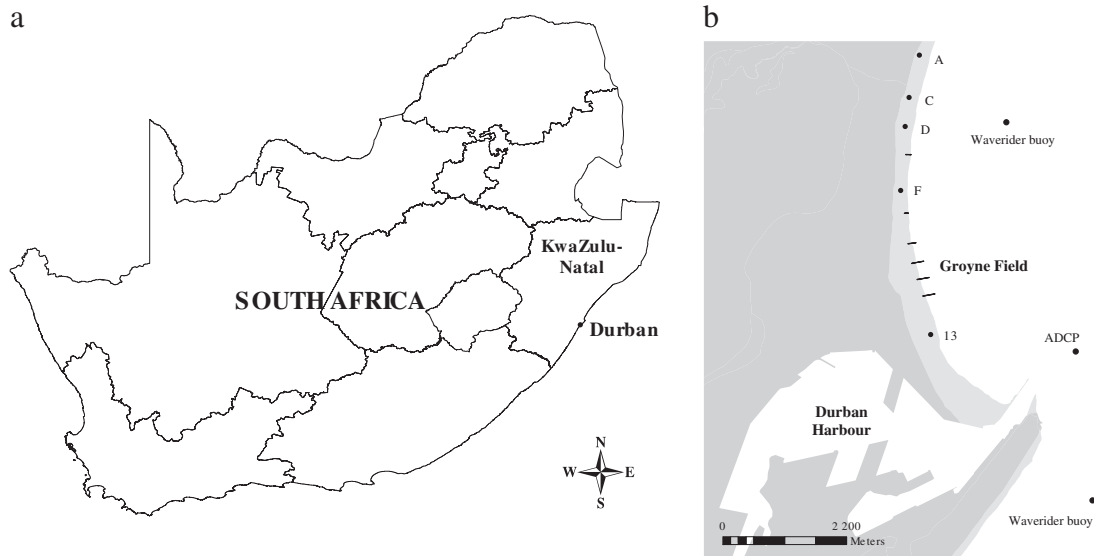 a
KwaZulu-
Natal
SOUTH AFRICA
Durban
N
W E
S
b
A
C
D
Waverider buoy
F
Groyne Field
13
ADCP
Durban
Harbour
0 2 200
Meters
Waverider buoy